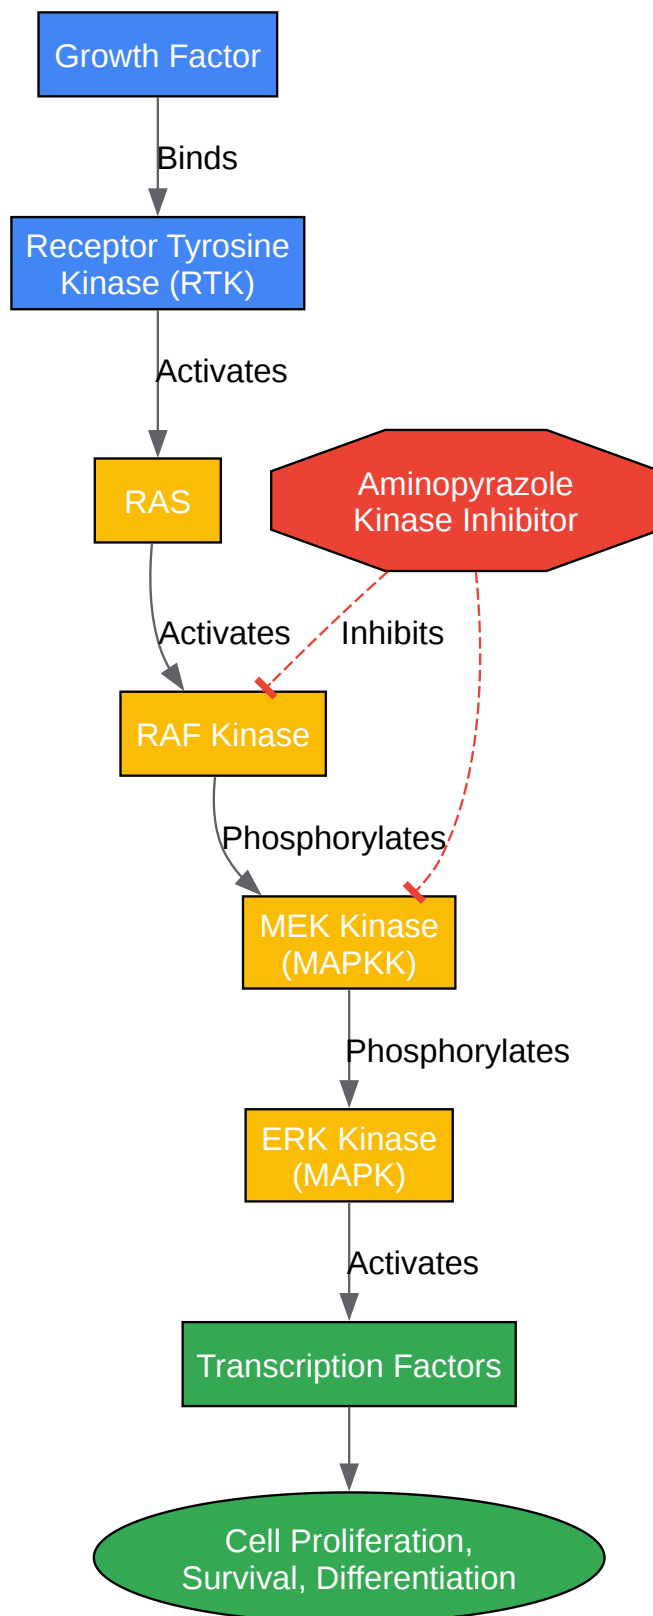 Growth Factor
Binds
Receptor Tyrosine
Kinase (RTK)
Activates
RAS
Aminopyrazole
Kinase Inhibitor
Activates
Inhibits
RAF Kinase
Phosphorylates
MEK Kinase
(MAPKK)
Phosphorylates
ERK Kinase
(MAPK)
Activates
Transcription Factors
Cell Proliferation,
Survival, Differentiation